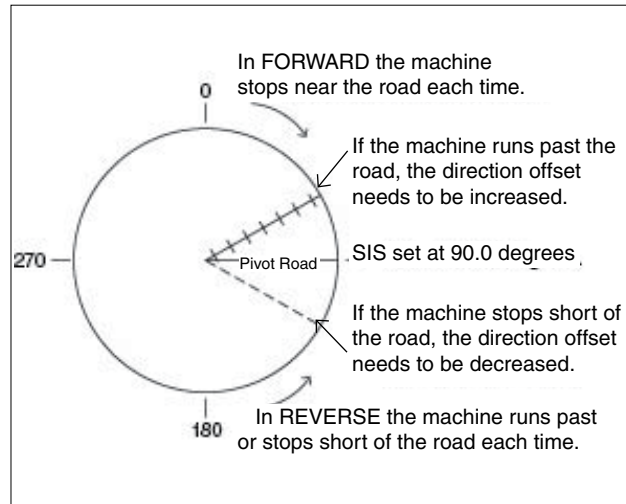 In FORWARD the machine
stops near the road each time.
0
If the machine runs past the
road, the direction offset
needs to be increased.
270
Pivot Road
SIS set at 90.0 degrees
If the machine stops short of
the road, the direction offset
needs to be decreased.
180
In REVERSE the machine runs past
or stops short of the road each time.